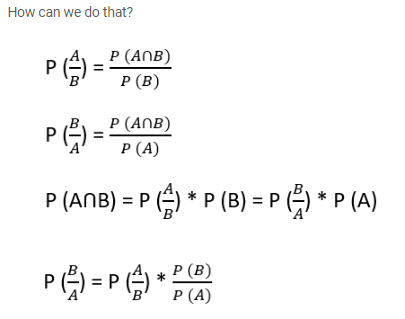 How can we do that?
P (A/B) = P (A∩B) / P (B)
P (B/A) = P (A∩B) / P (A)
P (A∩B) = P (A/B) * P (B) = P (B/A) * P (A)
P (B/A) = P (A/B) * P (B) / P (A)